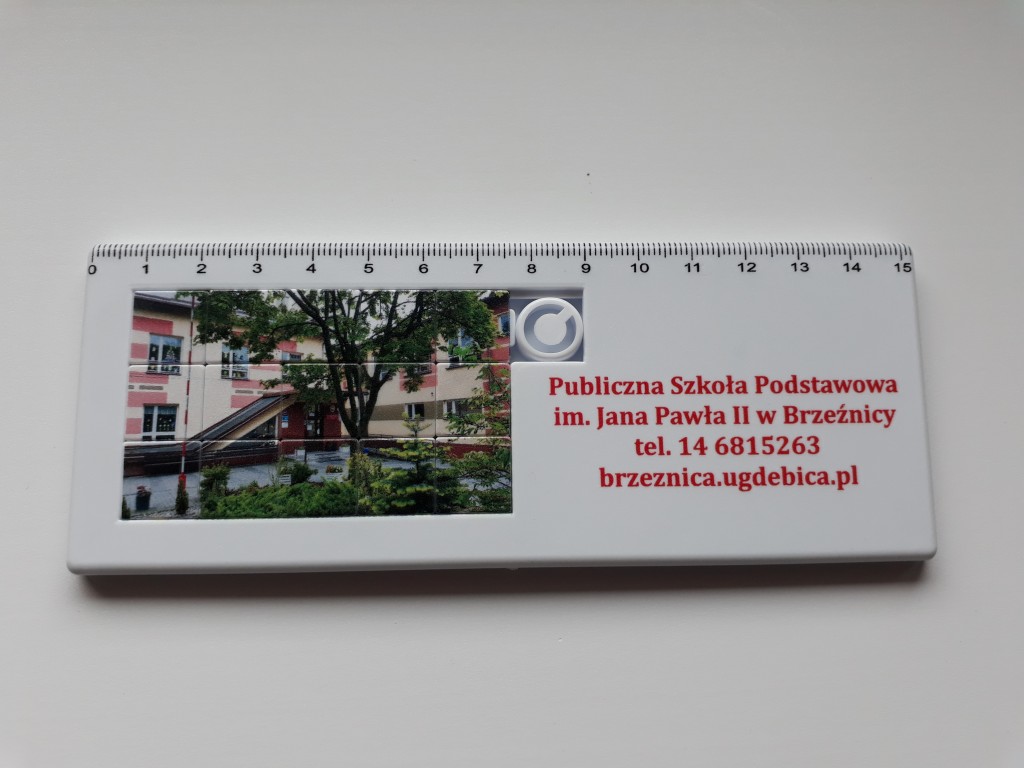 0 1 2 3 4 5 6 7 8 9 10 11 12 13 14 15
Publiczna Szkoła Podstawowa
im. Jana Pawła II w Brzeźnicy
tel. 14 6815263
brzeznica.ugdebica.pl